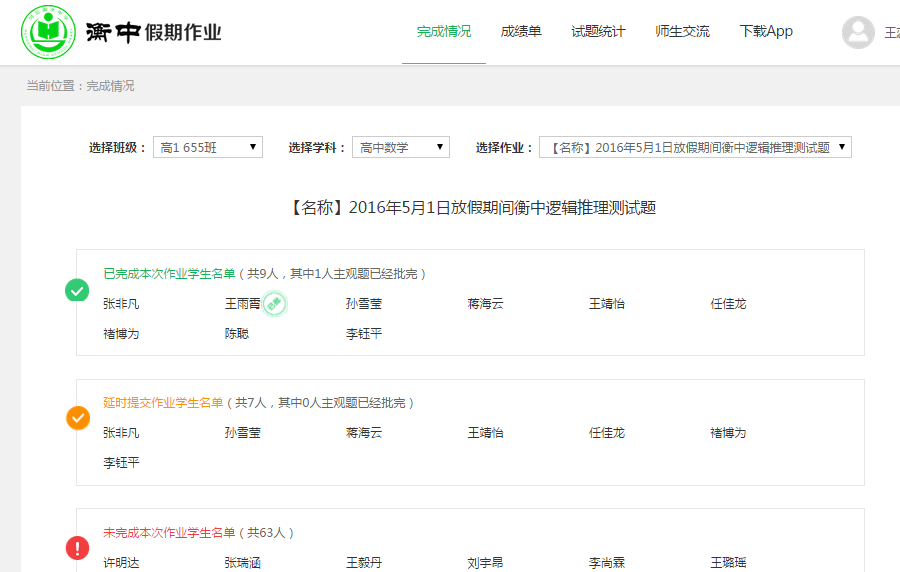 衡中假期作业
完成情况 成绩单 试题统计 师生交流 下载App
当前位置：完成情况
选择班级： 高1 655班 选择学科： 高中数学 选择作业： 【名称】2016年5月1日放假期间衡中逻辑推理测试题
【名称】2016年5月1日放假期间衡中逻辑推理测试题
已完成本次作业学生名单（共9人，其中1人主观题已经批完）
张非凡 王雨霄 孙雪莹 蒋海云 王靖怡 任佳龙
褚博为 陈聪 李钰平
延时提交作业学生名单（共7人，其中0人主观题已经批完）
张非凡 孙雪莹 蒋海云 王靖怡 任佳龙 褚博为
李钰平
未完成本次作业学生名单（共63人）
许明达 张瑞涵 王毅丹 刘宇昂 李尚霖 王璐瑶